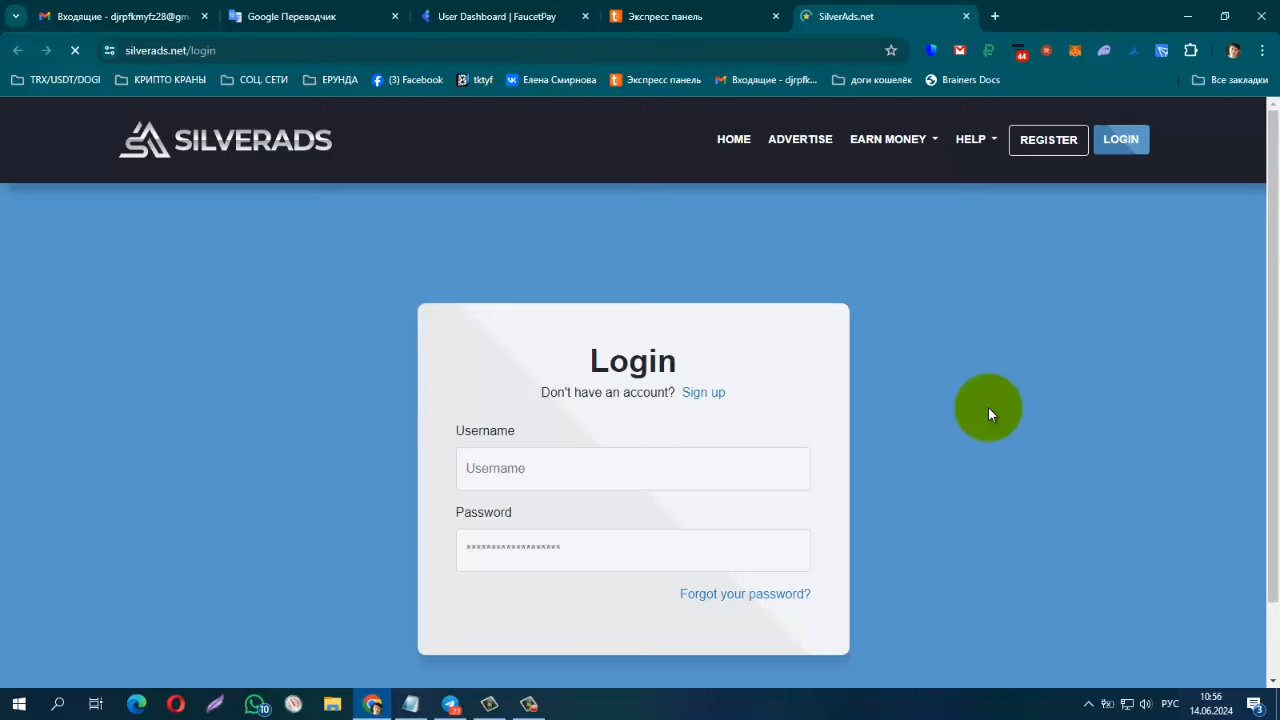 Входящие - djrpfkmyfz28@gm
Google Переводчик
User Dashboard | FaucetPay
Экспресс панель
SilverAds.net
silverads.net/login
44
TRX/USDT/DOGI
КРИПТО КРАНЫ
СОЦ. СЕТИ
ЕРУНДА
(3) Facebook
tktyf
Елена Смирнова
Экспресс панель
Входящие - djrpfk...
доги кошелёк
Brainers Docs
Все закладки
SILVERADS
HOME
ADVERTISE
EARN MONEY
HELP
REGISTER
LOGIN
Login
Don't have an account? Sign up
Username
Username
Password
*******************
Forgot your password?
10
РУС
10:56
14.06.2024
3